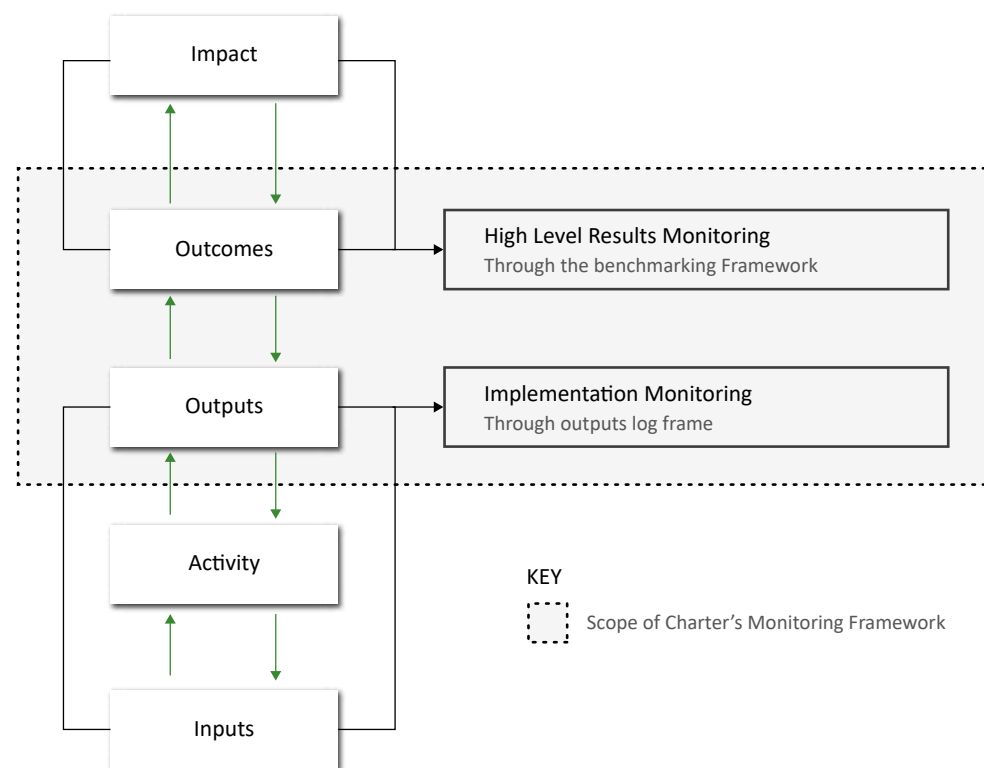 Impact
Outcomes
High Level Results Monitoring
Through the benchmarking Framework
Outputs
Implementation Monitoring
Through outputs log frame
Activity
KEY
Scope of Charter’s Monitoring Framework
Inputs